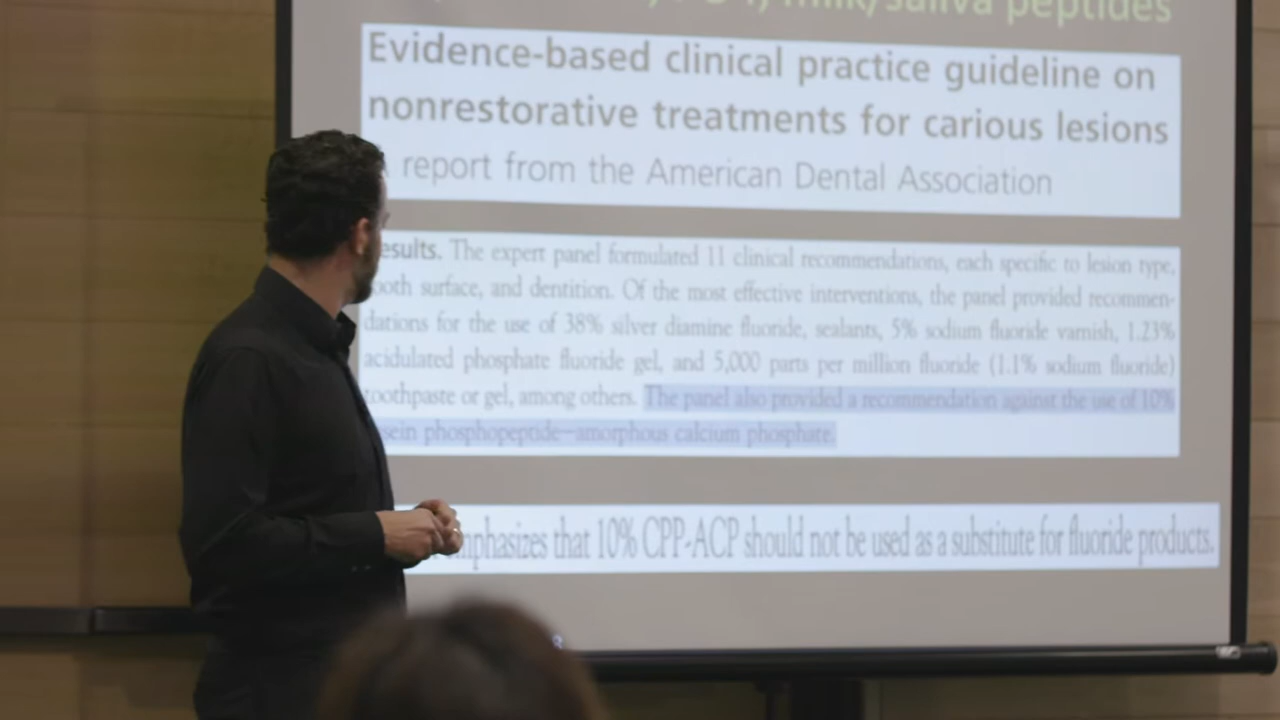 milk/saliva peptides
Evidence-based clinical practice guideline on
nonrestorative treatments for carious lesions
report from the American Dental Association
esults. The expert panel formulated 11 clinical recommendations, each specific to lesion type,
ooth surface, and dentition. Of the most effective interventions, the panel provided recommen-
dations for the use of 38% silver diamine fluoride, sealants, 5% sodium fluoride varnish, 1.23%
acidulated phosphate fluoride gel, and 5,000 parts per million fluoride (1.1% sodium fluoride)
toothpaste or gel, among others. The panel also provided a recommendation against the use of 10%
sein phosphopeptide–amorphous calcium phosphate.
mphasizes that 10% CPP-ACP should not be used as a substitute for fluoride products.